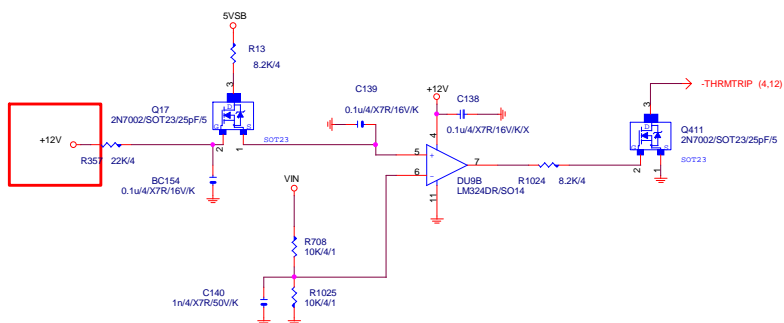 5VSB
R13
8.2K/4
3
D
G
S
Q17
2N7002/SOT23/25pF/5
SOT23
2
1
+12V
R357
22K/4
BC154
0.1u/4/X7R/16V/K
C139
0.1u/4/X7R/16V/K
+12V
C138
0.1u/4/X7R/16V/K/X
4
5
+
6
-
7
11
DU9B
LM324DR/SO14
R1024
8.2K/4
-THRMTRIP (4,12)
3
D
G
S
Q411
2N7002/SOT23/25pF/5
SOT23
2
1
VIN
R708
10K/4/1
R1025
10K/4/1
C140
1n/4/X7R/50V/K